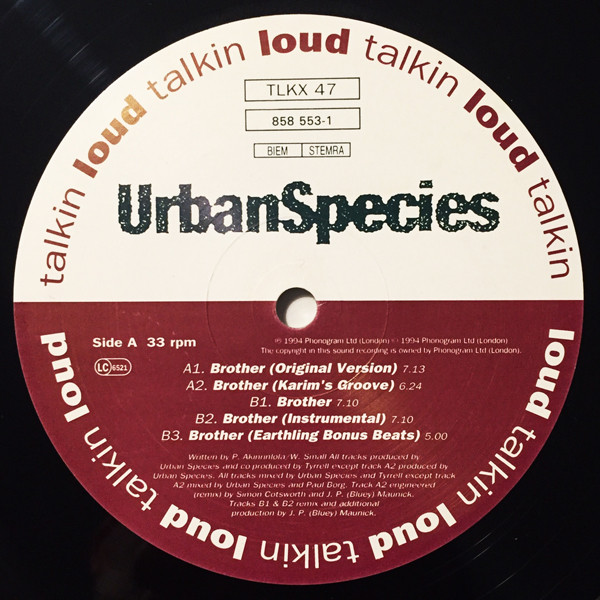 talkin loud talkin loud talkin loud talkin
TLKX 47
858 553-1
BIEM STEMRA
UrbanSpecies
℗ 1994 Phonogram Ltd (London) © 1994 Phonogram Ltd (London)
The copyright in this sound recording is owned by Phonogram Ltd (London).
Side A 33 rpm
LC 6521
A1. Brother (Original Version) 7.13
A2. Brother (Karim's Groove) 6.24
B1. Brother 7.10
B2. Brother (Instrumental) 7.10
B3. Brother (Earthling Bonus Beats) 5.00
Written by P. Akinrinlola/W. Small All tracks produced by
Urban Species and co produced by Tyrrell except track A2 produced by
Urban Species. All tracks mixed by Urban Species and Tyrrell except track
A2 mixed by Urban Species and Paul Borg. Track A2 engineered
(remix) by Simon Cotsworth and J. P. (Bluey) Maunick.
Tracks B1 & B2 remix and additional
production by J. P. (Bluey) Maunick.
loud talkin loud talkin loud talkin loud